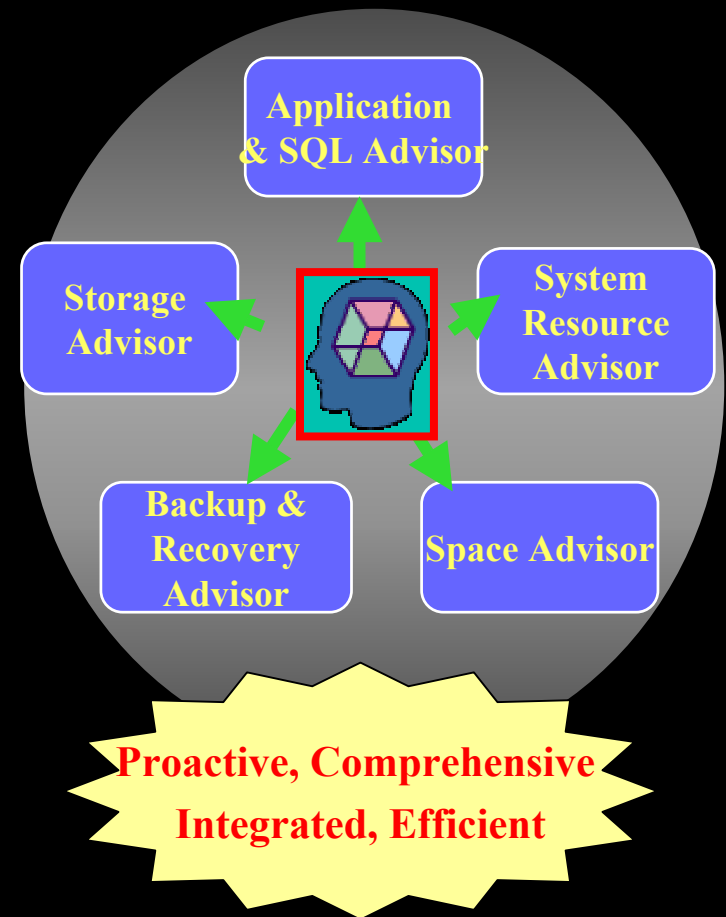 Application
& SQL Advisor
Storage
Advisor
System
Resource
Advisor
Backup &
Recovery
Advisor
Space Advisor
Proactive, Comprehensive
Integrated, Efficient